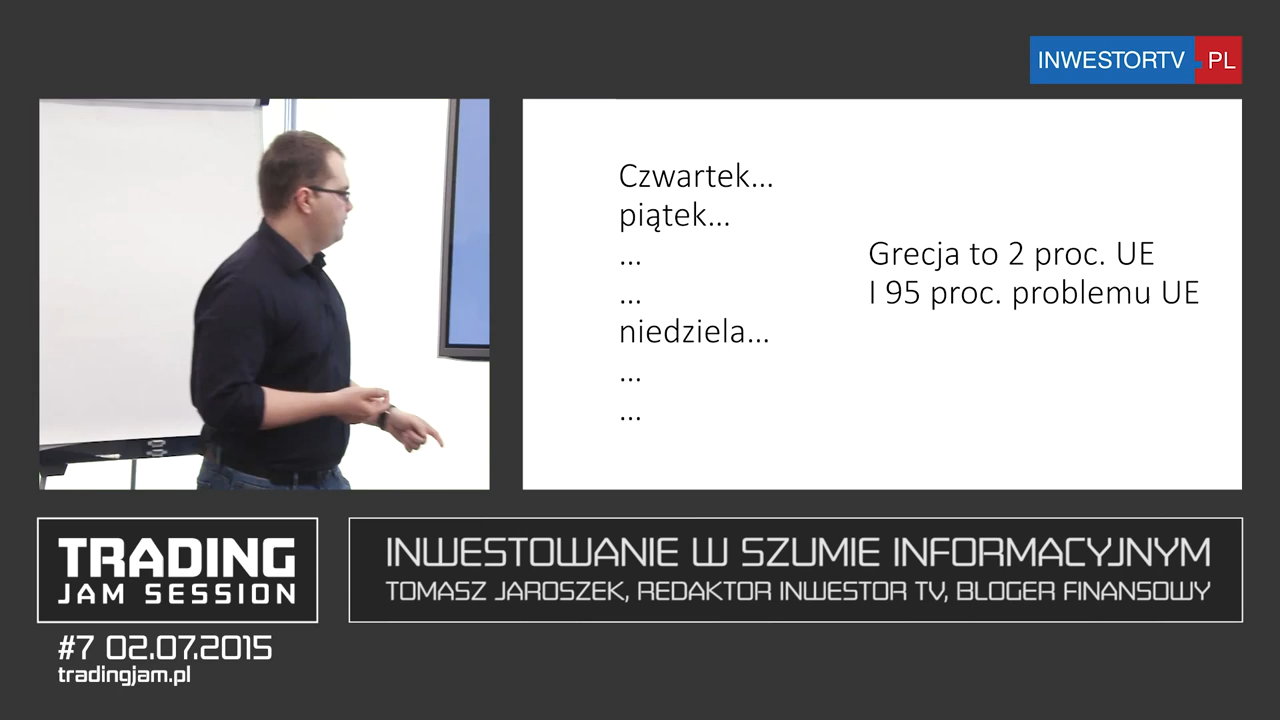 INWESTORTV.PL
Czwartek...
piątek...
...
...
niedziela...
...
...
Grecja to 2 proc. UE
I 95 proc. problemu UE
TRADING
JAM SESSION
INWESTOWANIE W SZUMIE INFORMACYJNYM
TOMASZ JAROSZEK, REDAKTOR INWESTOR TV, BLOGER FINANSOWY
#7 02.07.2015
tradingjam.pl